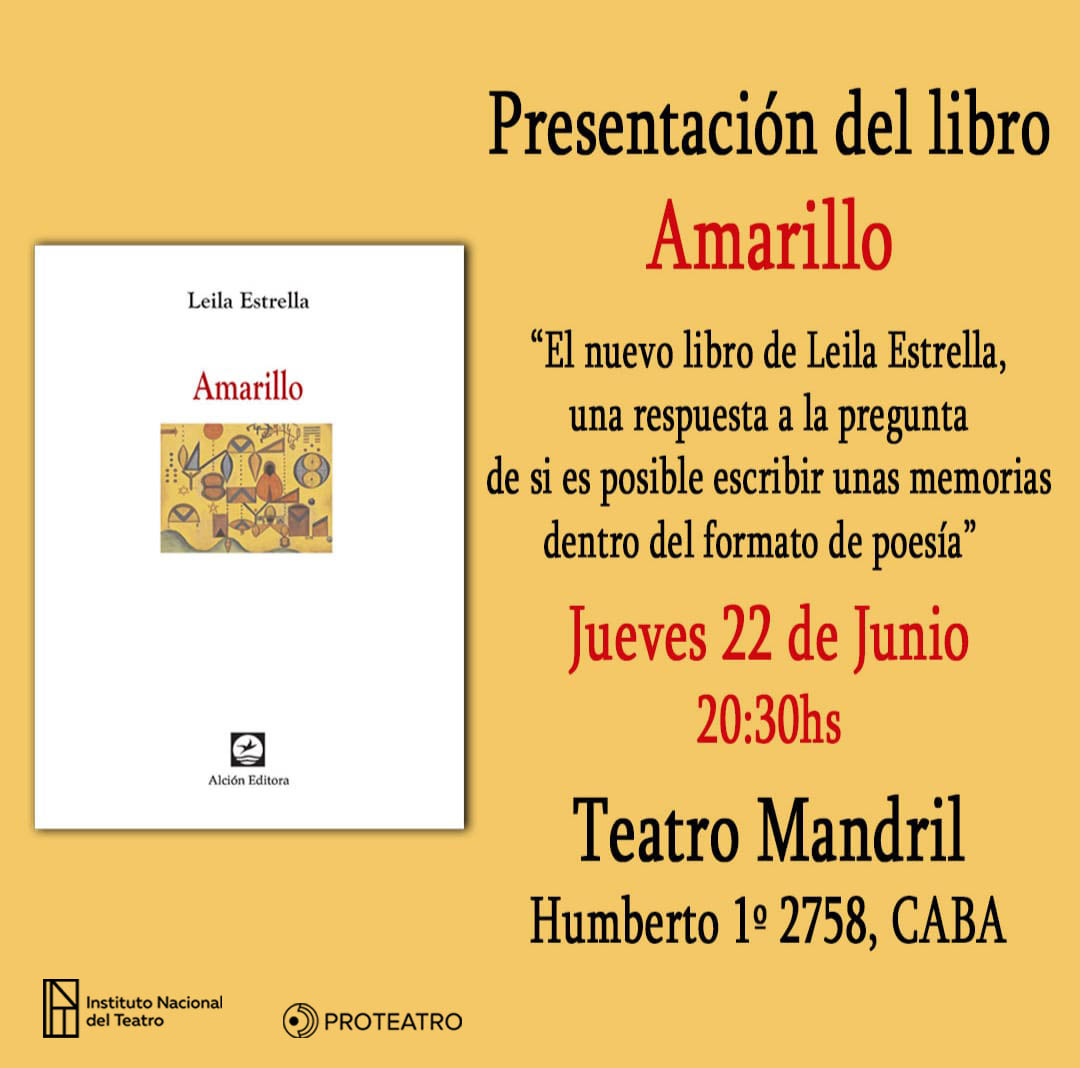 Presentación del libro
Amarillo
“El nuevo libro de Leila Estrella,
una respuesta a la pregunta
de si es posible escribir unas memorias
dentro del formato de poesía”
Jueves 22 de Junio
20:30hs
Teatro Mandril
Humberto 1º 2758, CABA
Leila Estrella
Amarillo
Alción Editora
Instituto Nacional
del Teatro
PROTEATRO